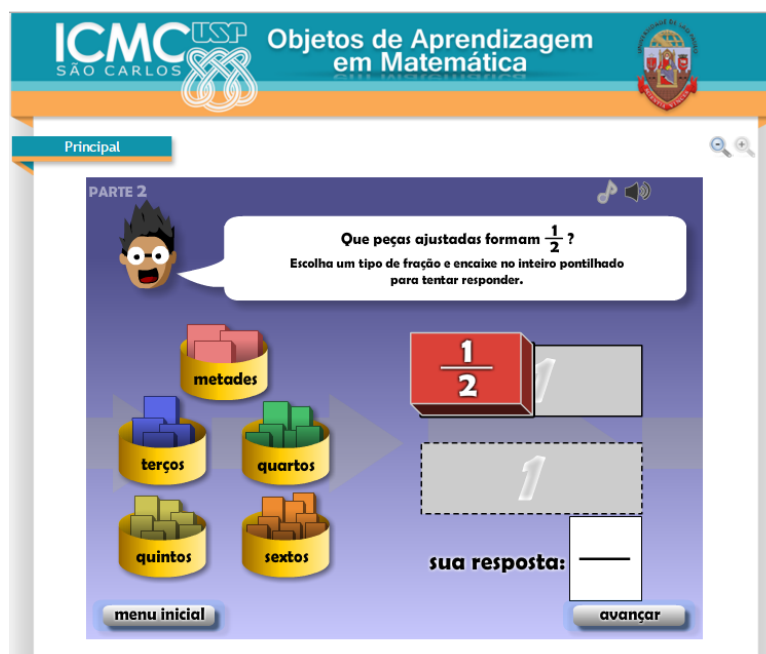 ICMC USP
SÃO CARLOS
Objetos de Aprendizagem
em Matemática
Principal
PARTE 2
Que peças ajustadas formam 1/2 ?
Escolha um tipo de fração e encaixe no inteiro pontilhado
para tentar responder.
metades
1/2
1
terços
quartos
1
quintos
sextos
sua resposta:
menu inicial
avançar